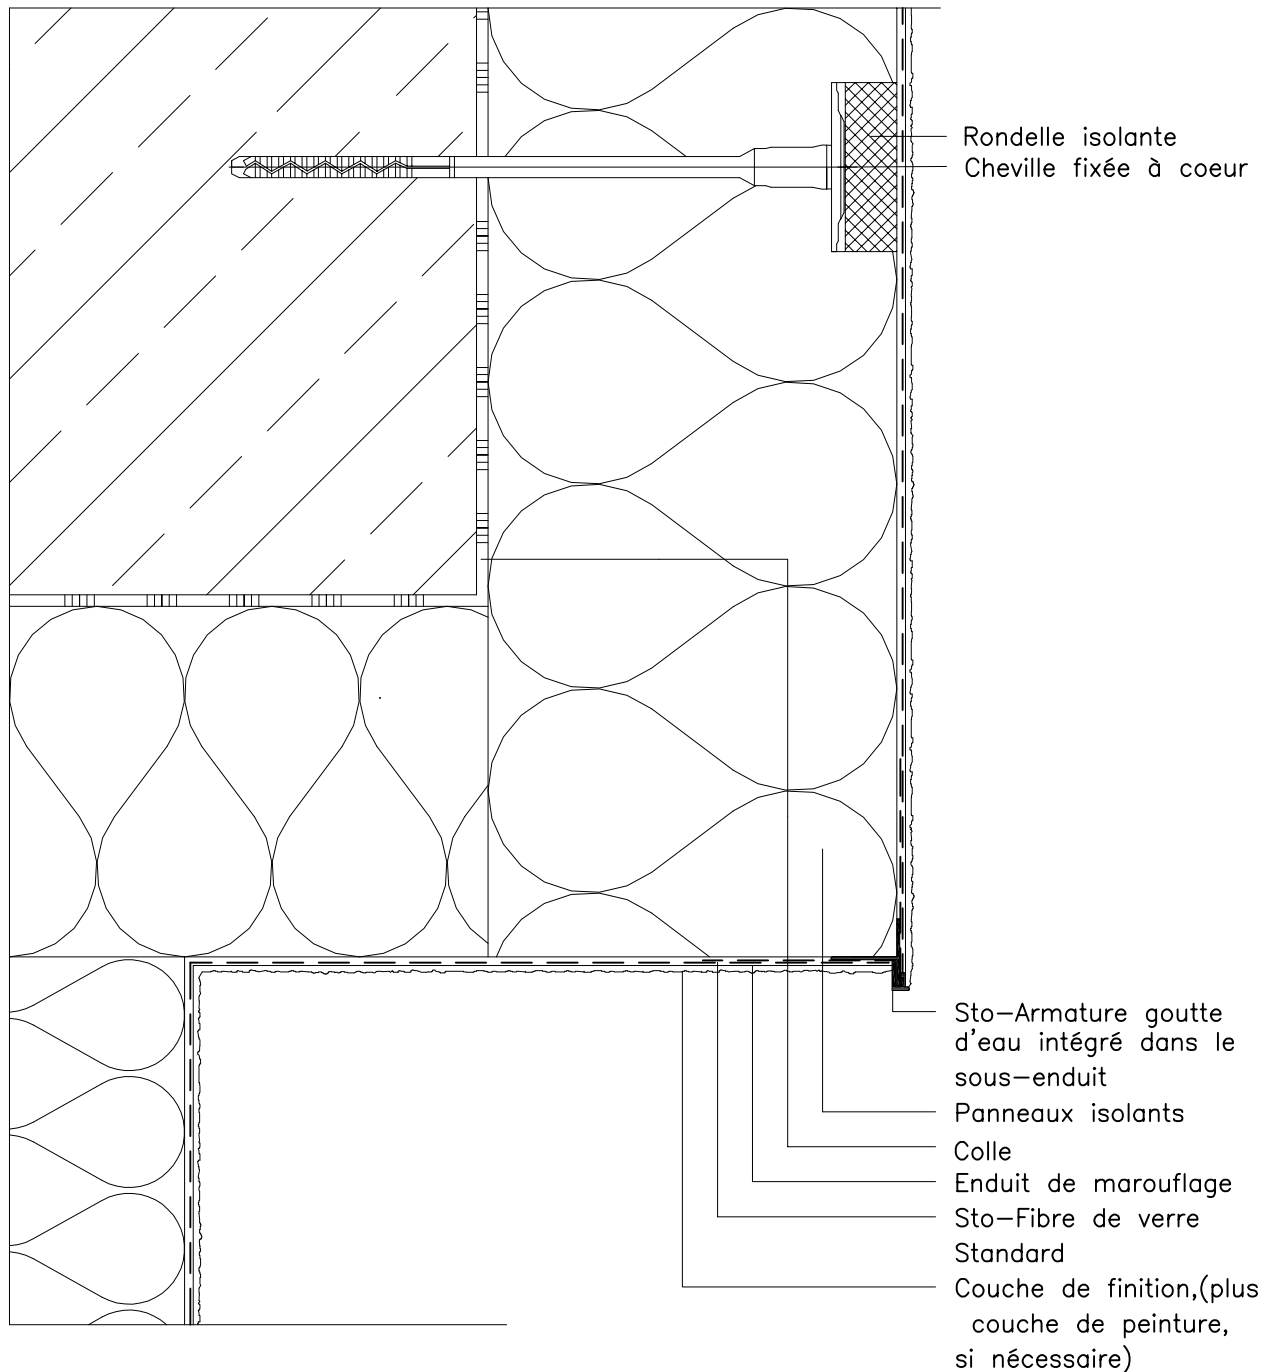 Rondelle isolante
Cheville fixée à coeur
Sto-Armature goutte
d'eau intégré dans le
sous-enduit
Panneaux isolants
Colle
Enduit de marouflage
Sto-Fibre de verre
Standard
Couche de finition,(plus
couche de peinture,
si nécessaire)